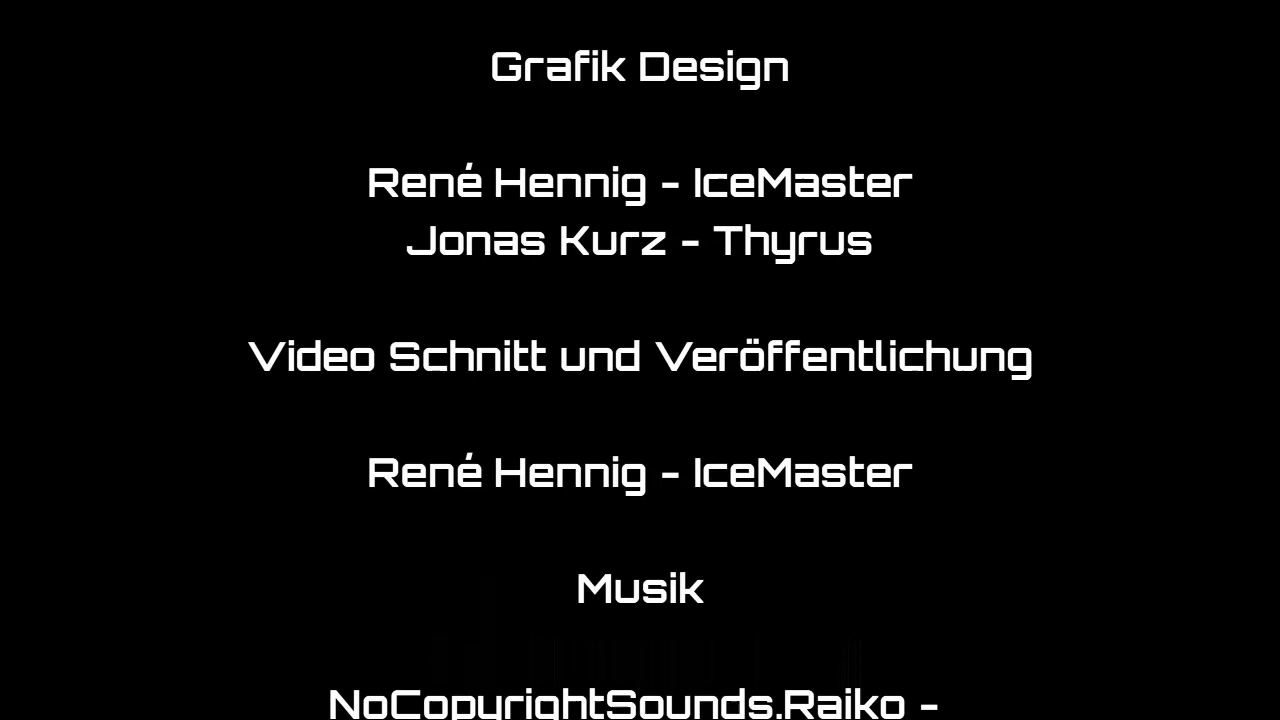 Grafik Design
René Hennig - IceMaster
Jonas Kurz - Thyrus
Video Schnitt und Veröffentlichung
René Hennig - IceMaster
Musik
NoCopyrightSounds.Raiko -